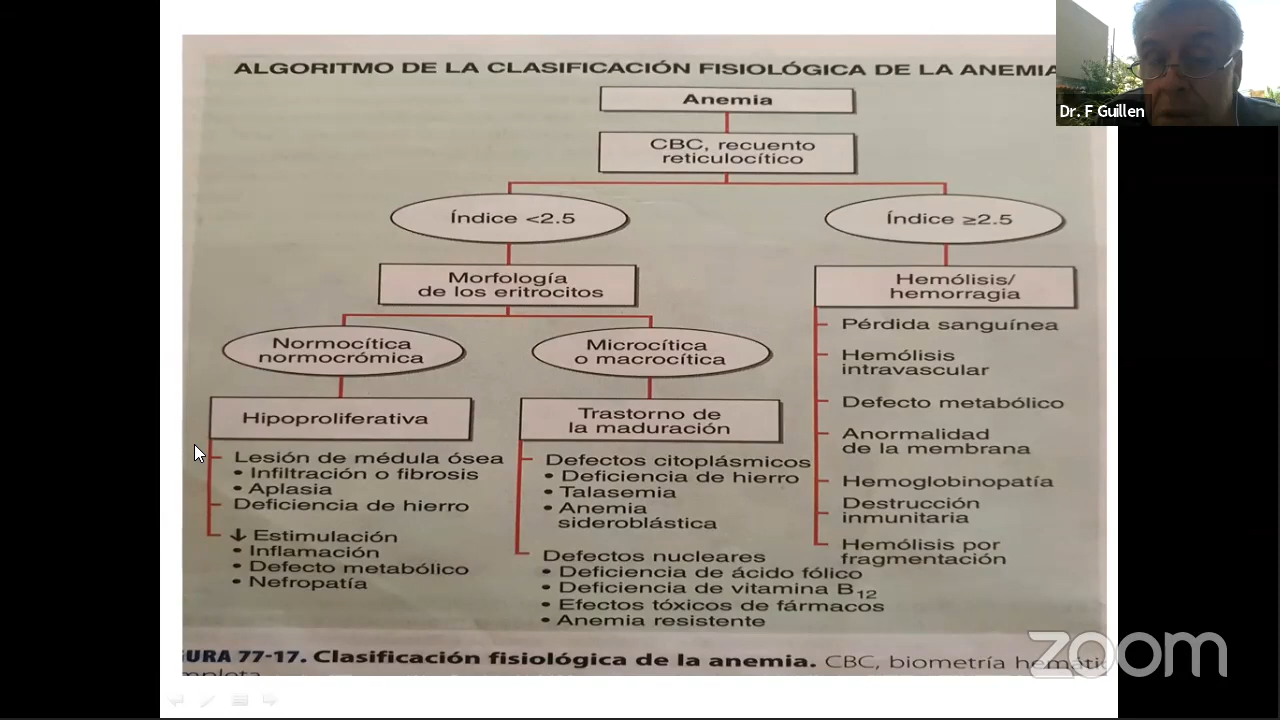 ALGORITMO DE LA CLASIFICACIÓN FISIOLÓGICA DE LA ANEMIA
Dr. F Guillen
Anemia
CBC, recuento
reticulocítico
Índice <2.5
Índice ≥2.5
Morfología
de los eritrocitos
Hemólisis/
hemorragia
Normocítica
normocrómica
Microcítica
o macrocítica
Hipoproliferativa
Lesión de médula ósea
• Infiltración o fibrosis
• Aplasia
Deficiencia de hierro
↓ Estimulación
• Inflamación
• Defecto metabólico
• Nefropatía
Trastorno de
la maduración
Defectos citoplásmicos
• Deficiencia de hierro
• Talasemia
• Anemia
sideroblástica
Defectos nucleares
• Deficiencia de ácido fólico
• Deficiencia de vitamina B12
• Efectos tóxicos de fármacos
• Anemia resistente
Pérdida sanguínea
Hemólisis
intravascular
Defecto metabólico
Anormalidad
de la membrana
Hemoglobinopatía
Destrucción
inmunitaria
Hemólisis por
fragmentación
URA 77-17. Clasificación fisiológica de la anemia. CBC, biometría hemátic
zoom